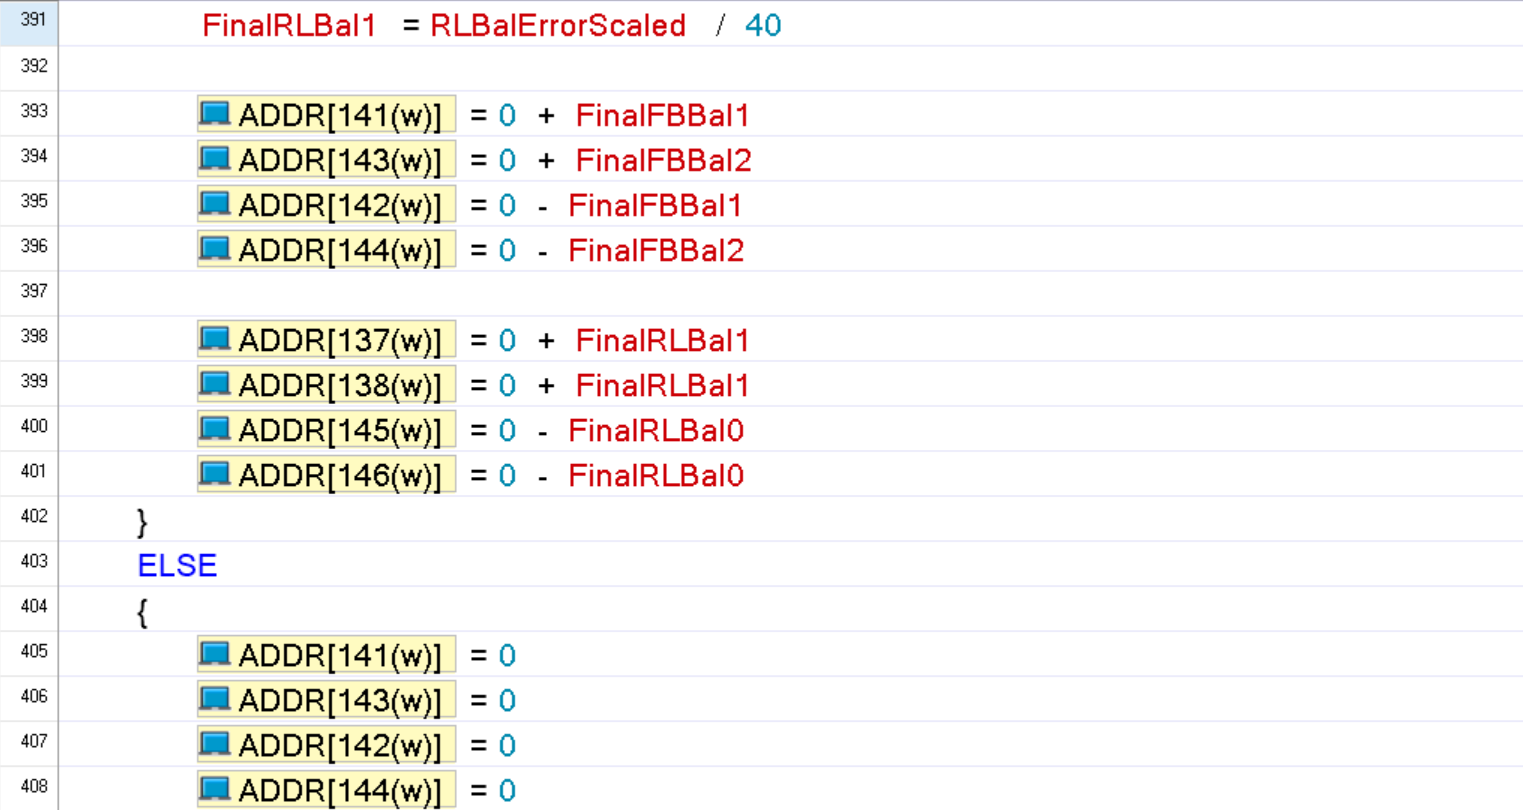 391 FinalRLBal1 = RLBalErrorScaled / 40
392
393 ADDR[141(w)] = 0 + FinalFBBal1
394 ADDR[143(w)] = 0 + FinalFBBal2
395 ADDR[142(w)] = 0 - FinalFBBal1
396 ADDR[144(w)] = 0 - FinalFBBal2
397
398 ADDR[137(w)] = 0 + FinalRLBal1
399 ADDR[138(w)] = 0 + FinalRLBal1
400 ADDR[145(w)] = 0 - FinalRLBal0
401 ADDR[146(w)] = 0 - FinalRLBal0
402 }
403 ELSE
404 {
405 ADDR[141(w)] = 0
406 ADDR[143(w)] = 0
407 ADDR[142(w)] = 0
408 ADDR[144(w)] = 0